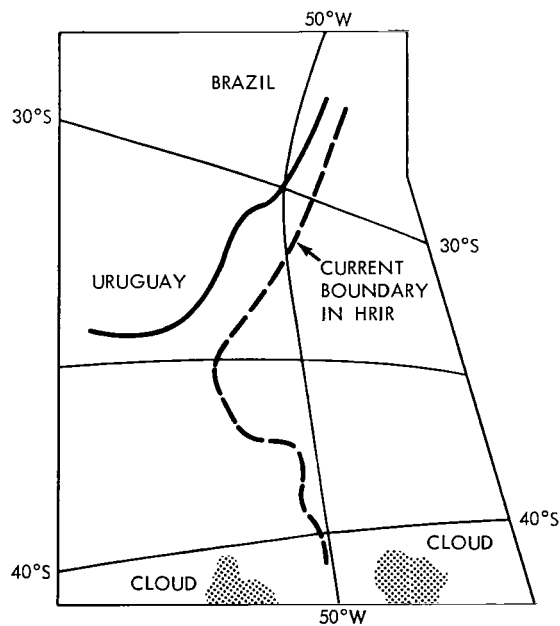 50°W
BRAZIL
30°S
30°S
URUGUAY
CURRENT
BOUNDARY
IN HRIR
40°S
CLOUD
40°S
CLOUD
50°W